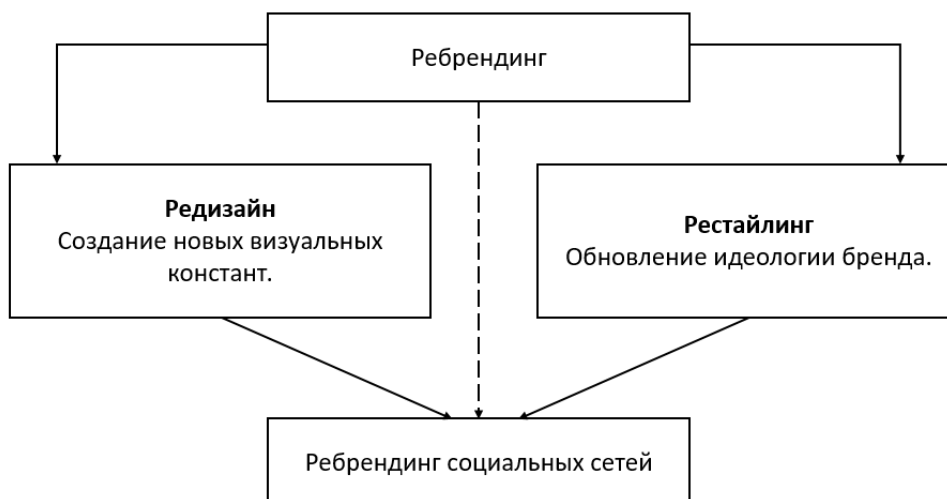 Ребрендинг
Редизайн
Создание новых визуальных
констант.
Рестайлинг
Обновление идеологии бренда.
Ребрендинг социальных сетей